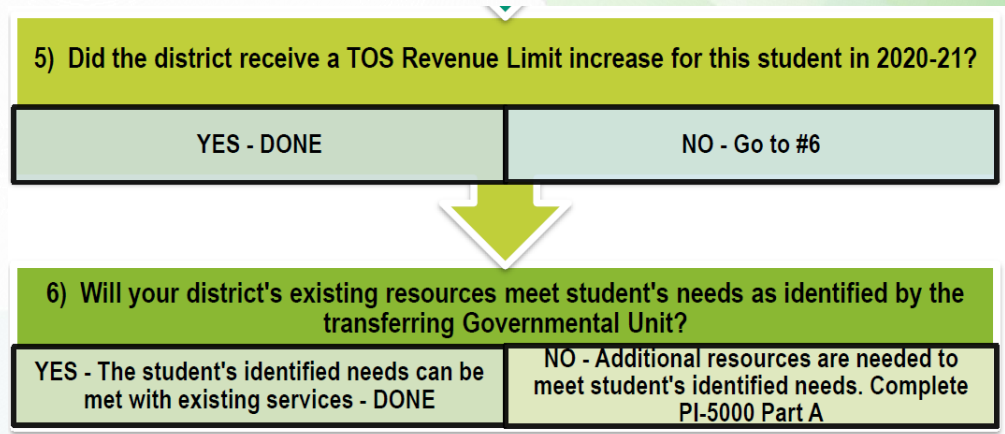 5) Did the district receive a TOS Revenue Limit increase for this student in 2020-21?
YES - DONE
NO - Go to #6
6) Will your district's existing resources meet student's needs as identified by the
transferring Governmental Unit?
YES - The student's identified needs can be
met with existing services - DONE
NO - Additional resources are needed to
meet student's identified needs. Complete
PI-5000 Part A